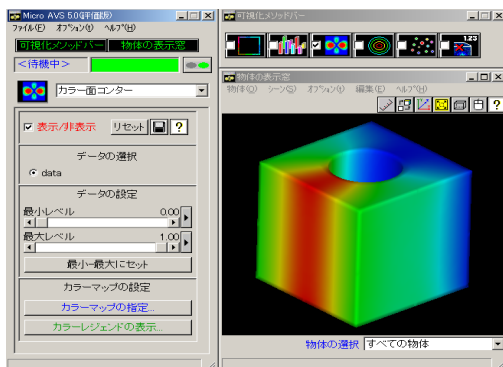 Micro AVS 5.0(評価版)
ファイル(F) オプション(t) ヘルプ(H)
可視化メソッドバー 物体の表示窓
<待機中>
カラー面コンター
表示/非表示 リセット ?
データの選択
data
データの設定
最小レベル 0.00
最大レベル 1.00
最小-最大にセット
カラーマップの設定
カラーマップの指定...
カラーレジェンドの表示...
可視化メソッドバー
1.23
物体の表示窓
物体(O) シーン(S) オプション(t) 編集(E) ヘルプ(H)
?
物体の選択 すべての物体